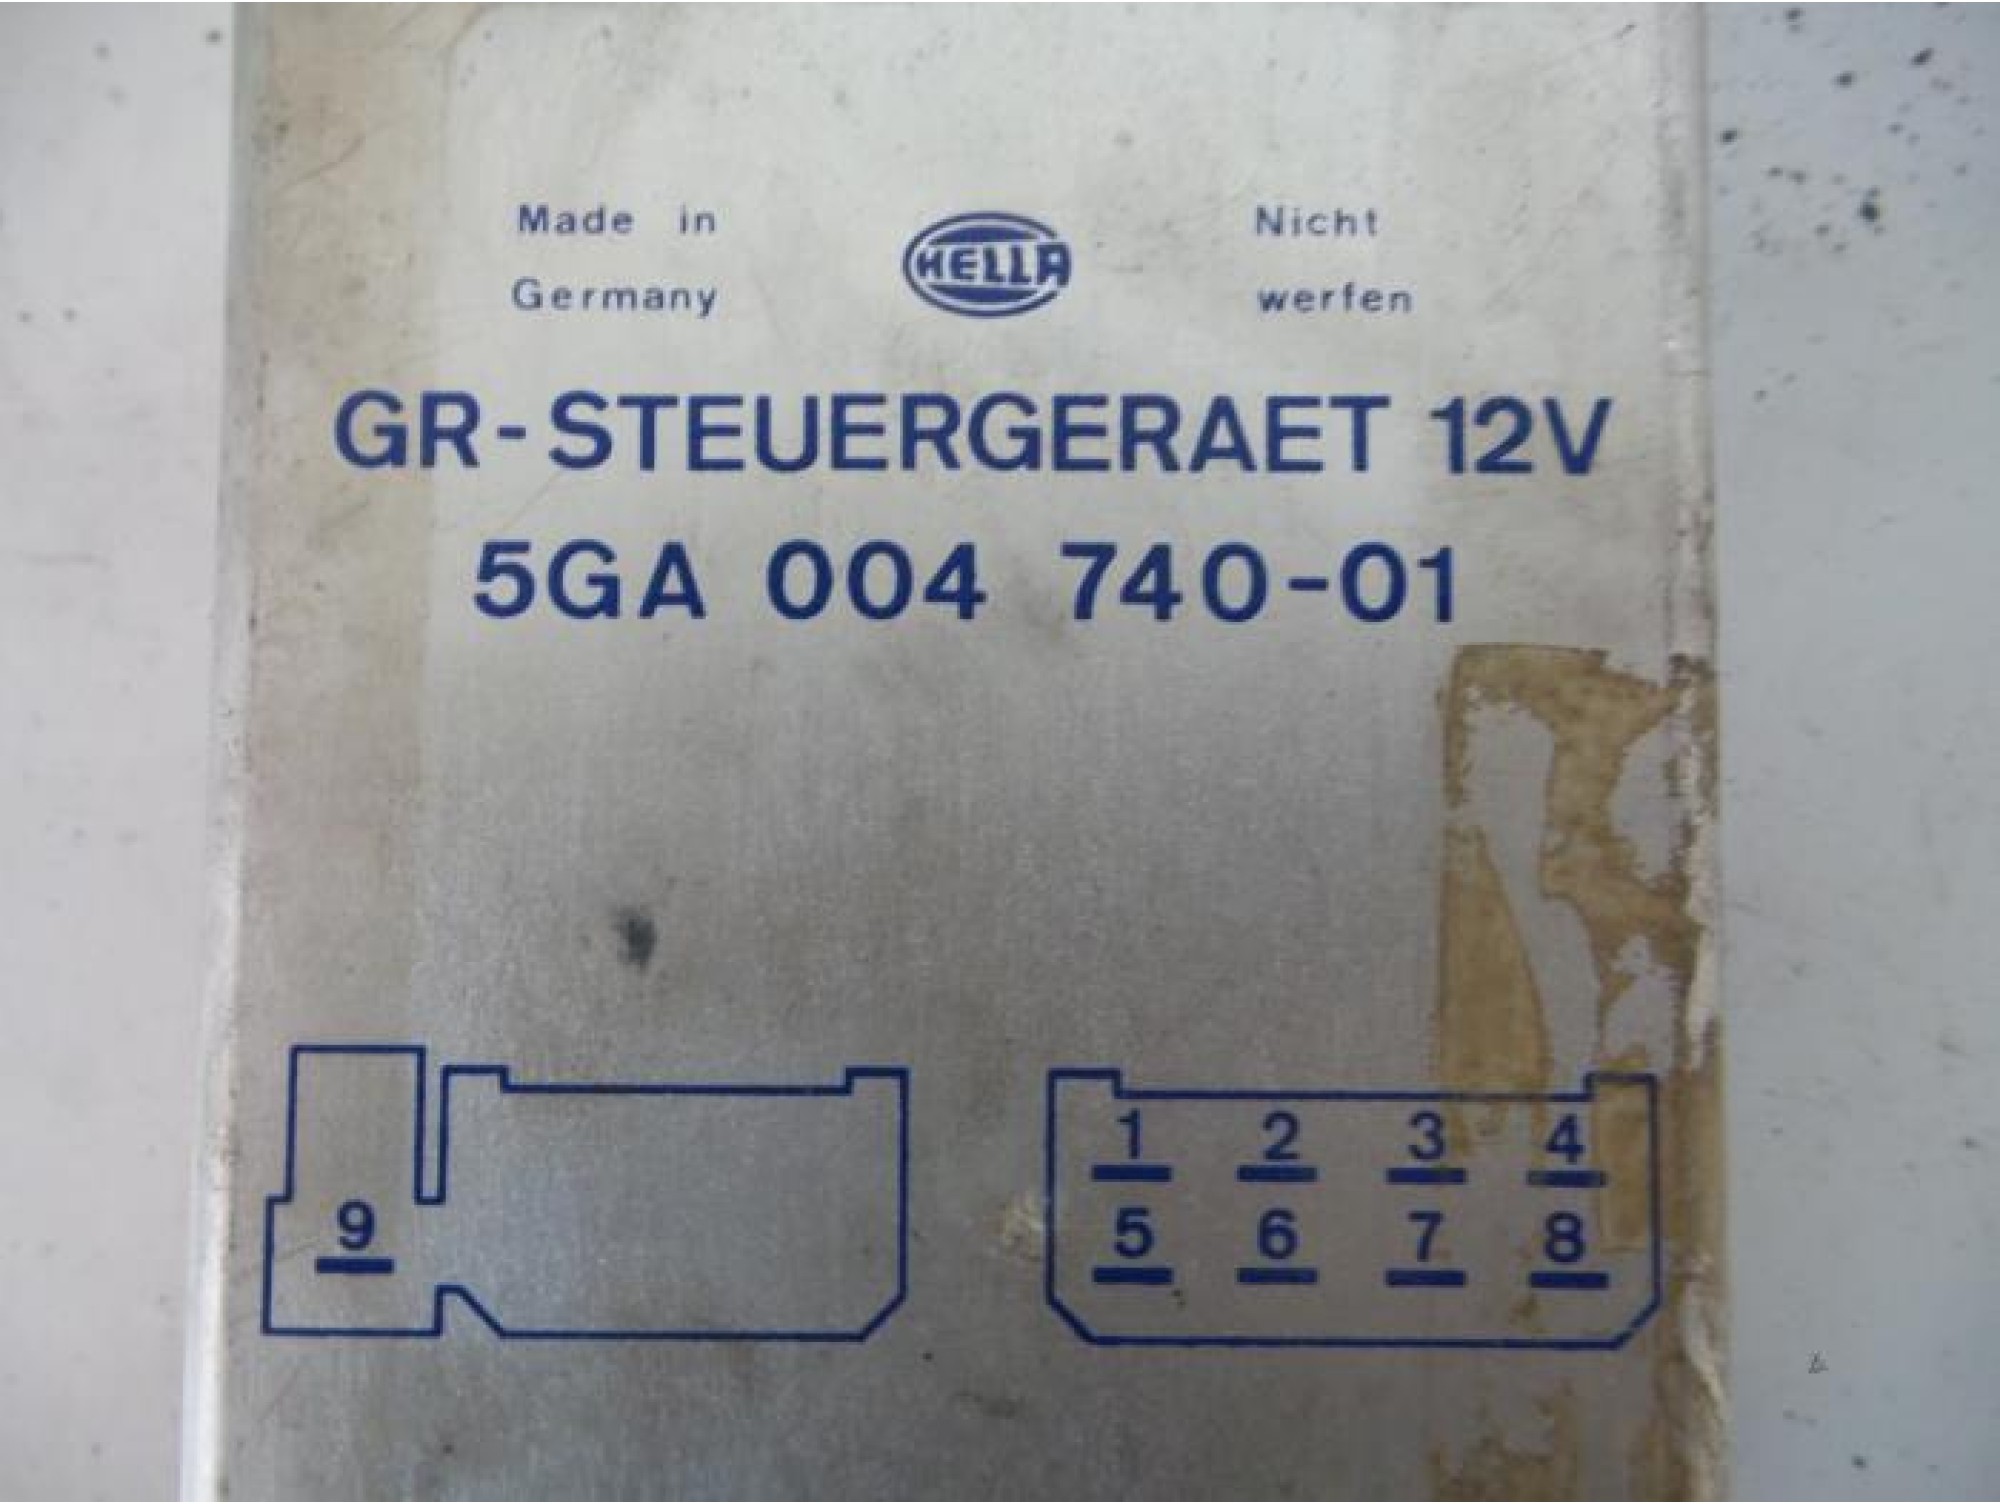 Made in
Germany
HELLA
Nicht
werfen
GR-STEUERGERAET 12V
5GA 004 740-01
9
1 2 3 4
5 6 7 8